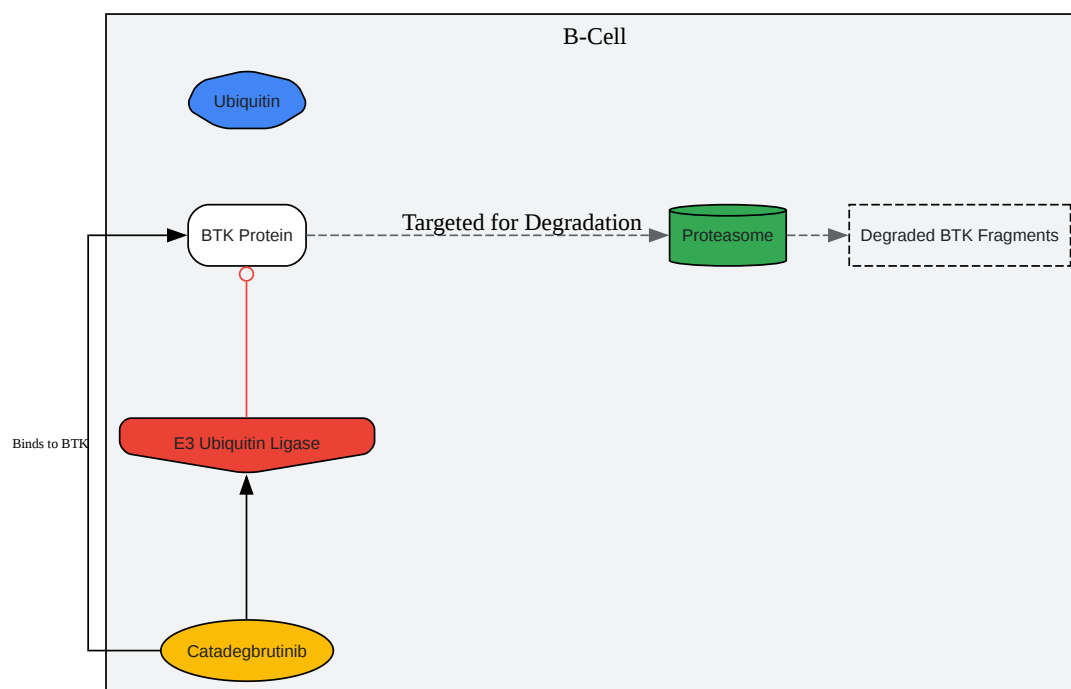 B-Cell
Ubiquitin
BTK Protein
Targeted for Degradation
Proteasome
Degraded BTK Fragments
Binds to BTK
E3 Ubiquitin Ligase
Catadegbrutinib